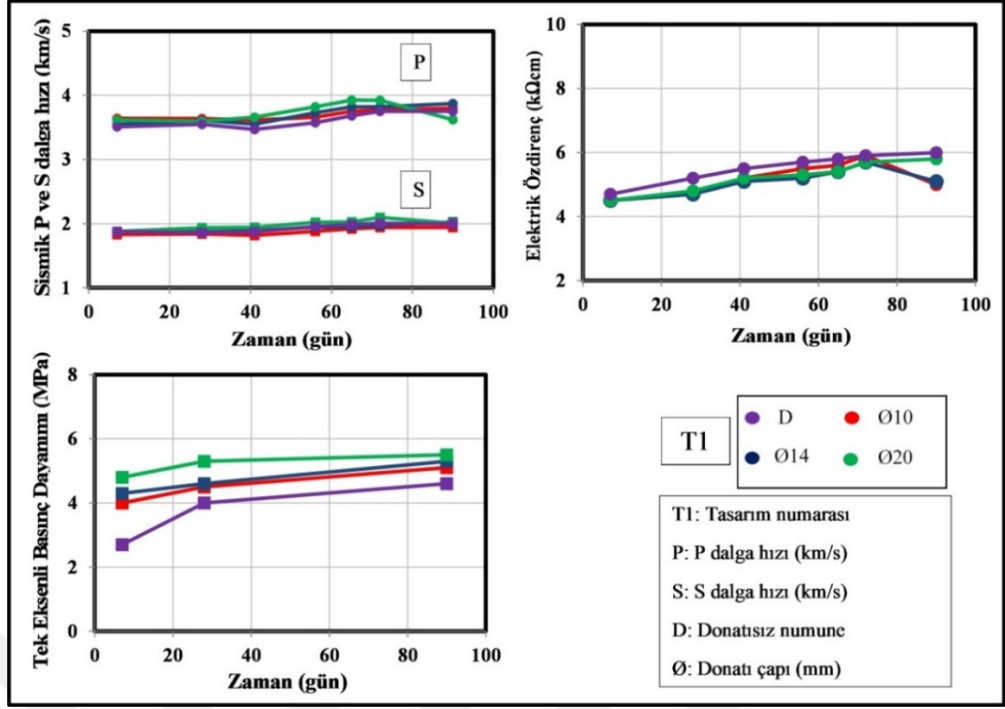 Sismik P ve S dalga hızı (km/s)
5
4
3
2
1
P
S
0
20
40
60
80
100
Zaman (gün)
Elektrik Özdirenç (kΩcm)
10
8
6
4
2
0
20
40
60
80
100
Zaman (gün)
Tek Eksenli Basınç Dayanımı (MPa)
8
6
4
2
0
0
20
40
60
80
100
Zaman (gün)
T1
D
Ø10
Ø14
Ø20
T1: Tasarım numarası
P: P dalga hızı (km/s)
S: S dalga hızı (km/s)
D: Donatısız numune
Ø: Donatı çapı (mm)